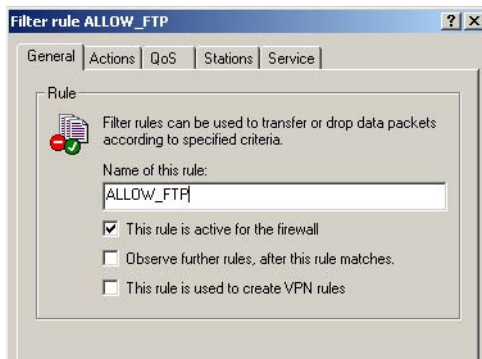 Filter rule ALLOW_FTP
General Actions QoS Stations Service
Rule
Filter rules can be used to transfer or drop data packets
according to specified criteria.
Name of this rule:
ALLOW_FTP
This rule is active for the firewall
Observe further rules, after this rule matches.
This rule is used to create VPN rules